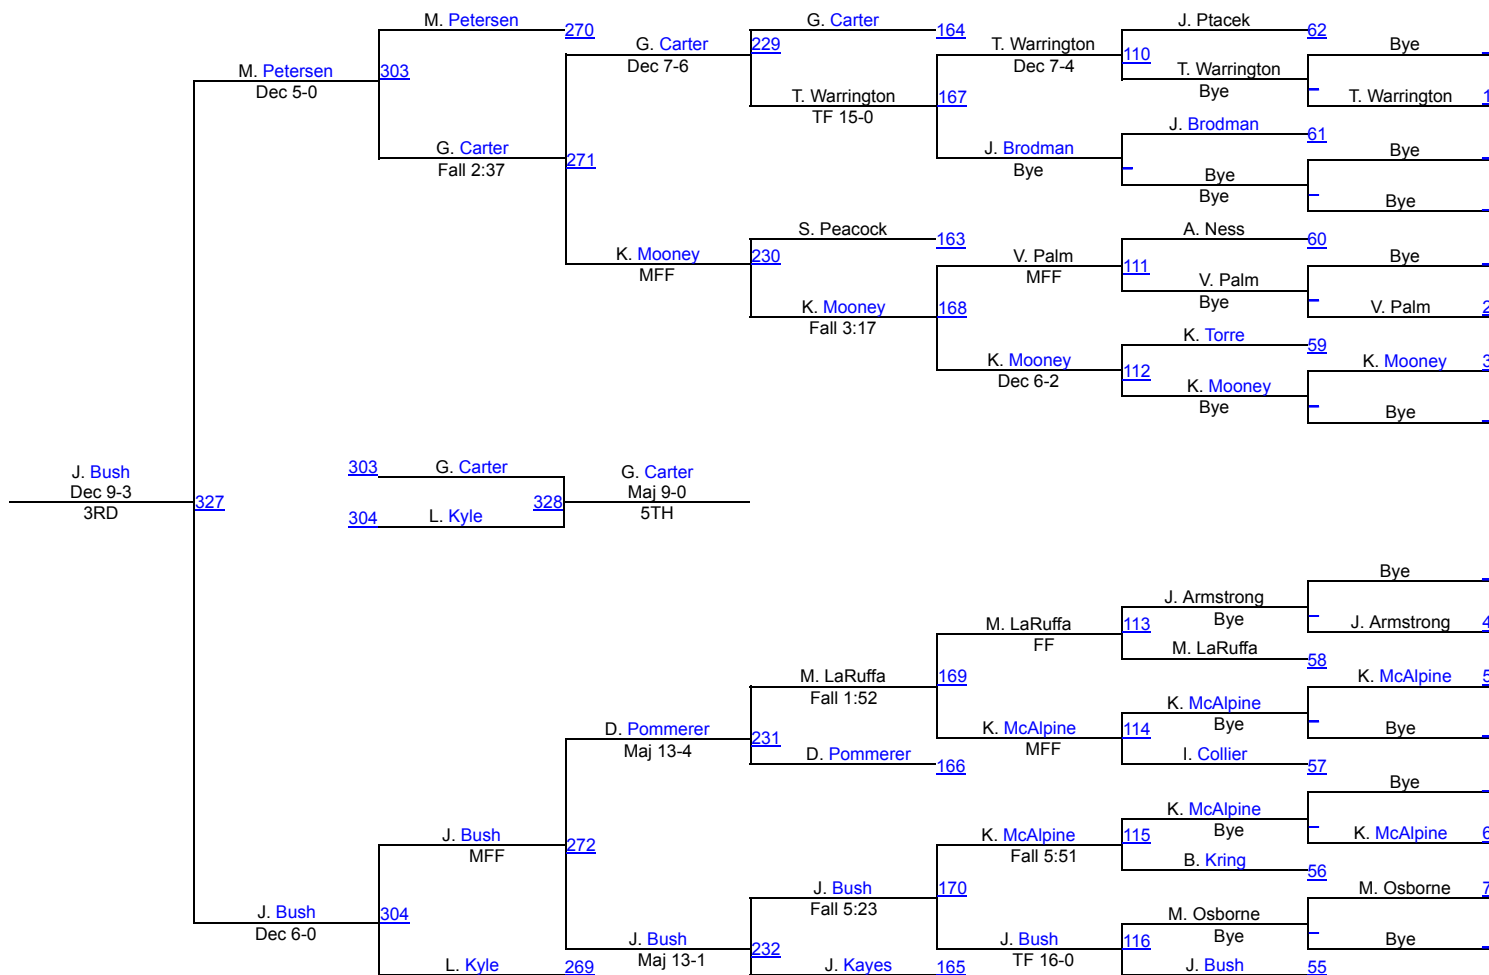 M. Petersen
270
G. Carter
164
J. Ptacek
62
G. Carter
229
T. Warrington
110
Bye
Dec 7-6
Dec 7-4
M. Petersen
303
T. Warrington
Dec 5-0
Bye
T. Warrington
167
T. Warrington
1
TF 15-0
J. Brodman
61
G. Carter
271
J. Brodman
Bye
Fall 2:37
Bye
Bye
Bye
Bye
S. Peacock
163
A. Ness
60
K. Mooney
230
V. Palm
111
Bye
MFF
MFF
V. Palm
Bye
K. Mooney
168
V. Palm
2
Fall 3:17
K. Torre
59
K. Mooney
112
K. Mooney
3
Dec 6-2
K. Mooney
Bye
Bye
J. Bush
303
G. Carter
G. Carter
Dec 9-3
327
328
Maj 9-0
3RD
304
L. Kyle
5TH
Bye
J. Armstrong
Bye
M. LaRuffa
113
J. Armstrong
4
FF
M. LaRuffa
58
M. LaRuffa
169
K. McAlpine
5
Fall 1:52
K. McAlpine
Bye
D. Pommerer
231
K. McAlpine
114
Bye
Maj 13-4
MFF
D. Pommerer
166
I. Collier
57
Bye
K. McAlpine
Bye
J. Bush
272
K. McAlpine
115
K. McAlpine
6
MFF
Fall 5:51
B. Kring
56
J. Bush
170
M. Osborne
7
Fall 5:23
J. Bush
304
M. Osborne
Dec 6-0
Bye
J. Bush
232
J. Bush
116
Bye
Maj 13-1
TF 16-0
L. Kyle
269
J. Kayes
165
J. Bush
55